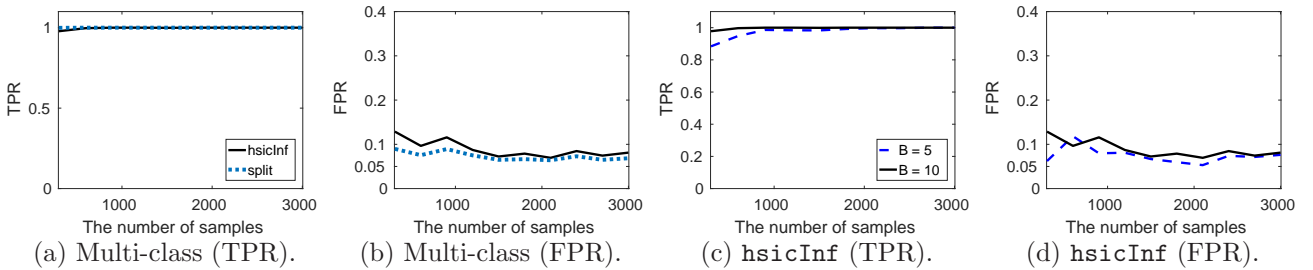 1
0.5
0
TPR
hsicInf
split
1000 2000 3000
The number of samples
(a) Multi-class (TPR).
0.4
0.3
0.2
0.1
0.05
0
FPR
1000 2000 3000
The number of samples
(b) Multi-class (FPR).
1
0.8
0.6
0.4
0.2
0
TPR
B = 5
B = 10
1000 2000 3000
The number of samples
(c) hsicInf (TPR).
0.4
0.3
0.2
0.1
0.05
0
FPR
1000 2000 3000
The number of samples
(d) hsicInf (FPR).